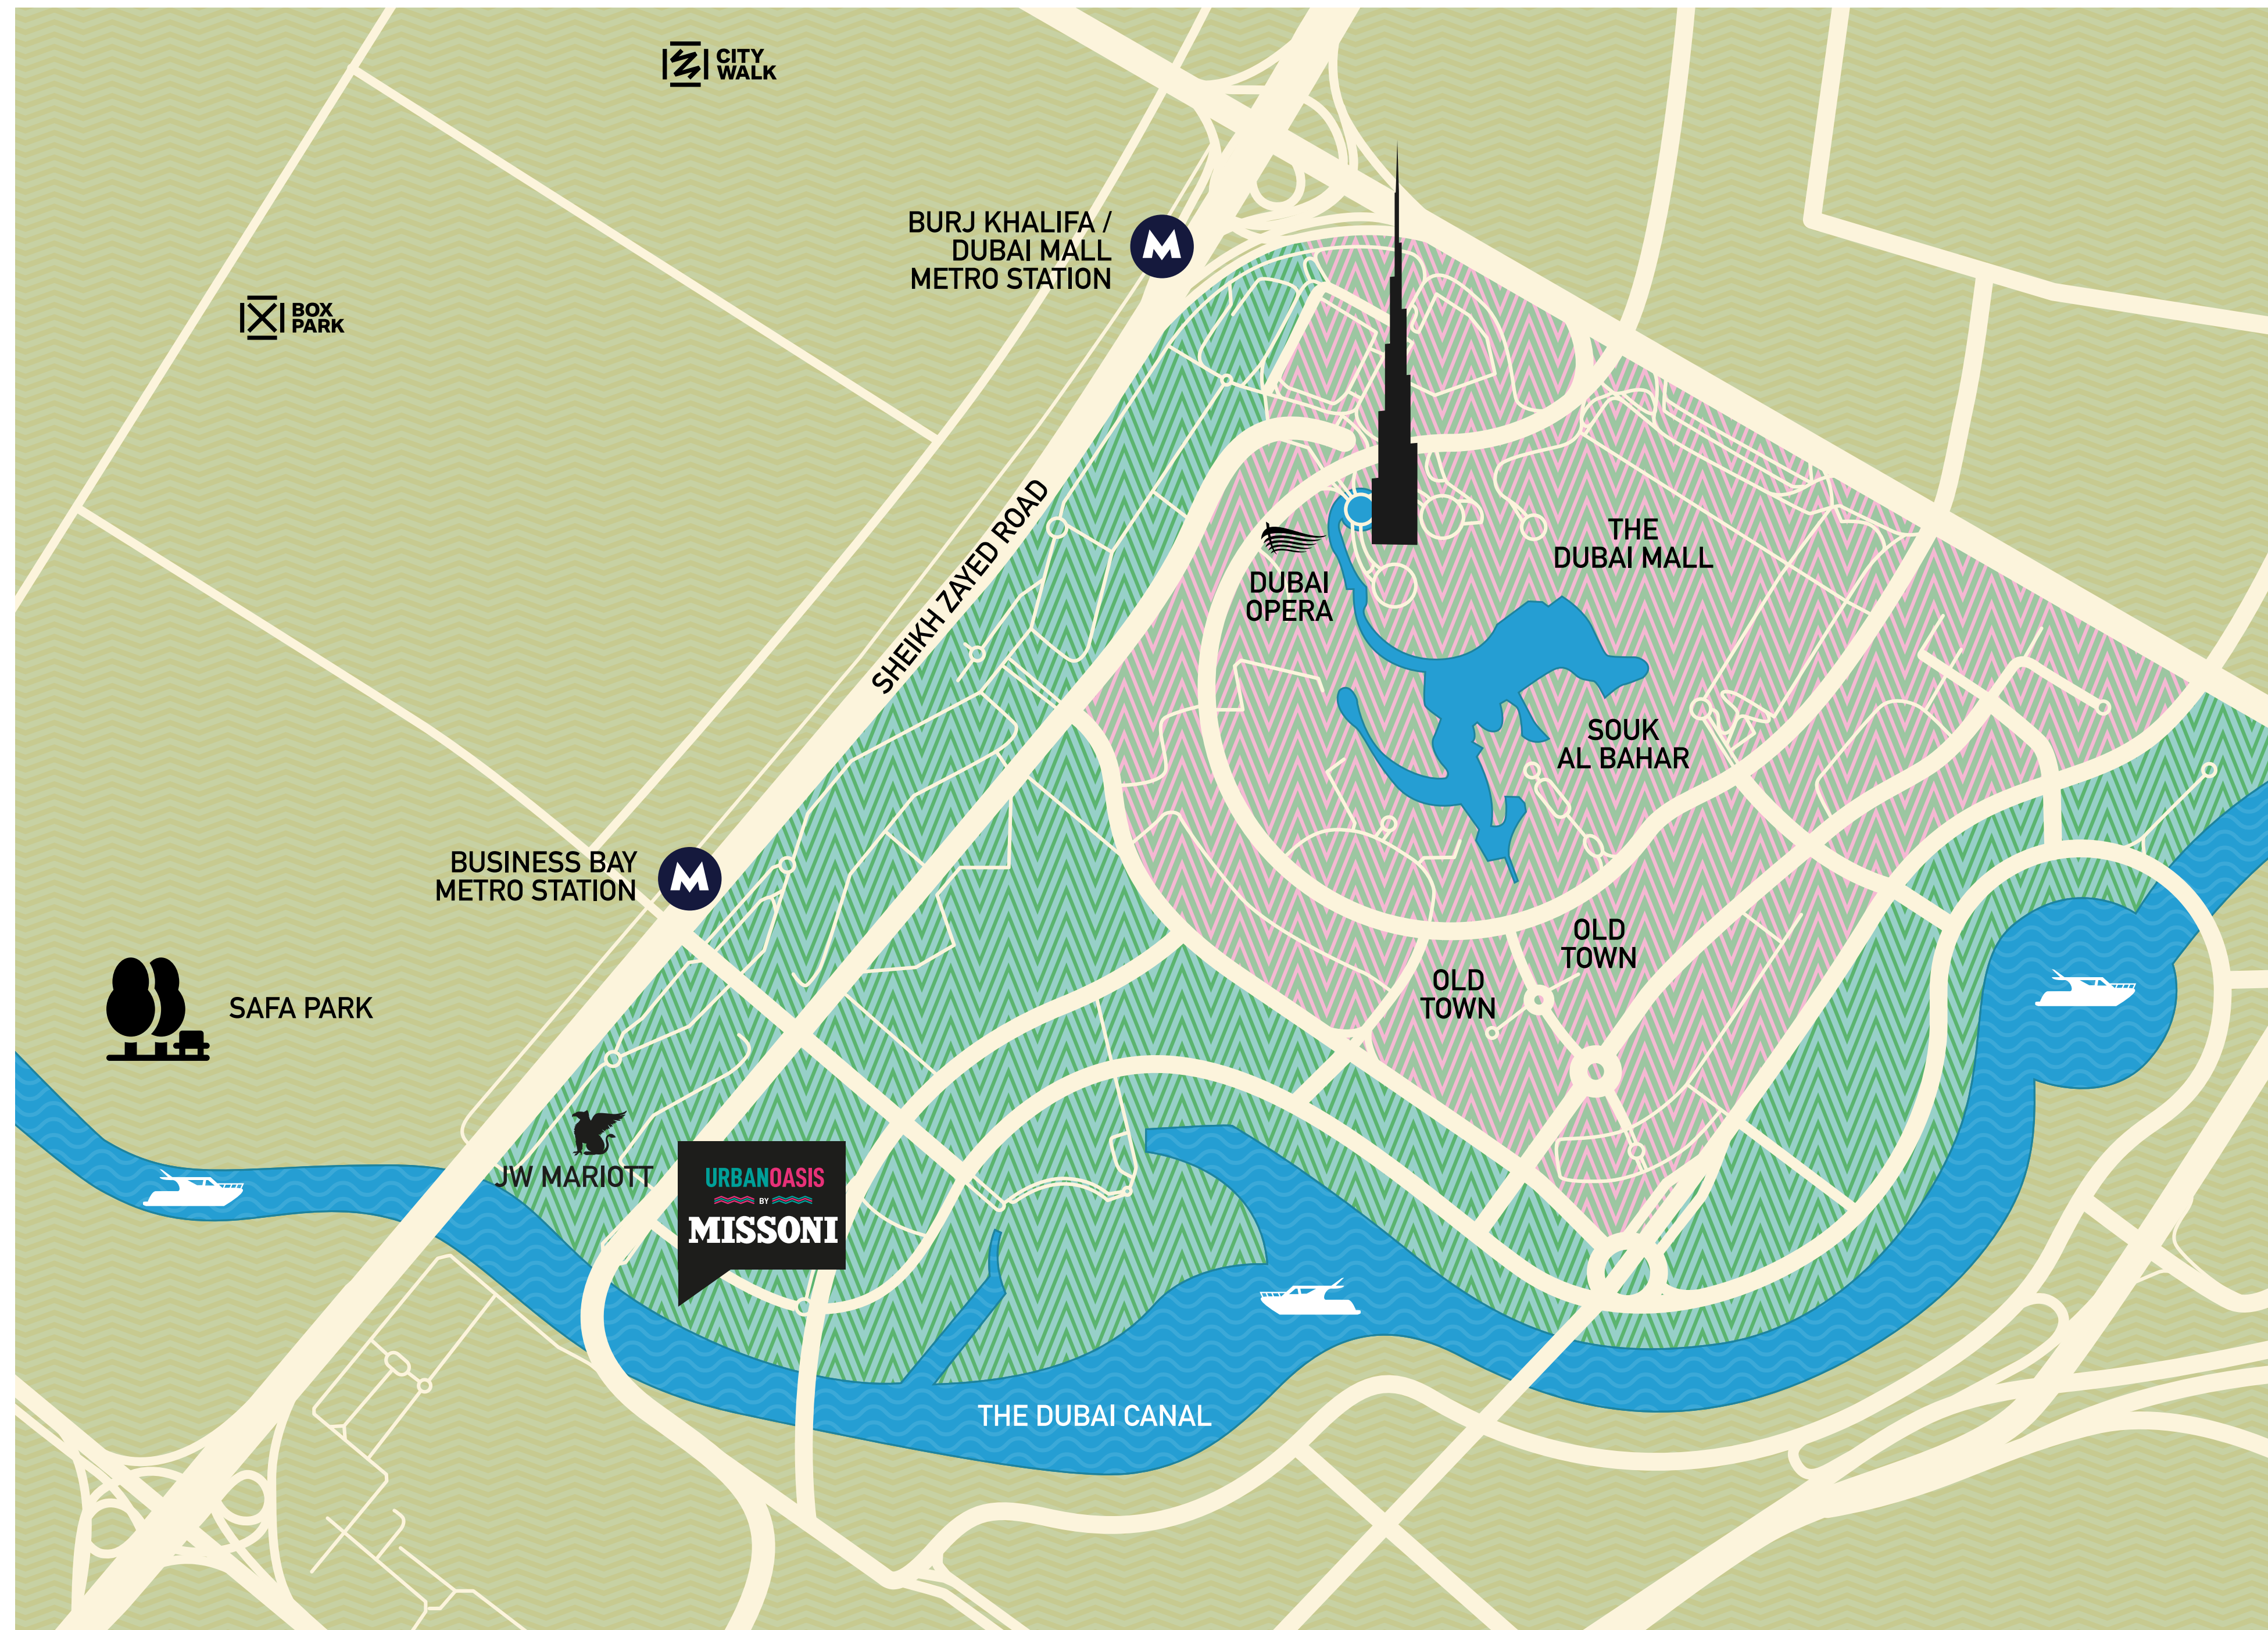 CITY
WALK
BURJ KHALIFA /
DUBAI MALL
METRO STATION
BOX
PARK
SHEIKH ZAYED ROAD
THE
DUBAI MALL
DUBAI
OPERA
SOUK
AL BAHAR
BUSINESS BAY
METRO STATION
OLD
TOWN
OLD
TOWN
SAFA PARK
JW MARIOTT
URBANOASIS
BY
MISSONI
THE DUBAI CANAL